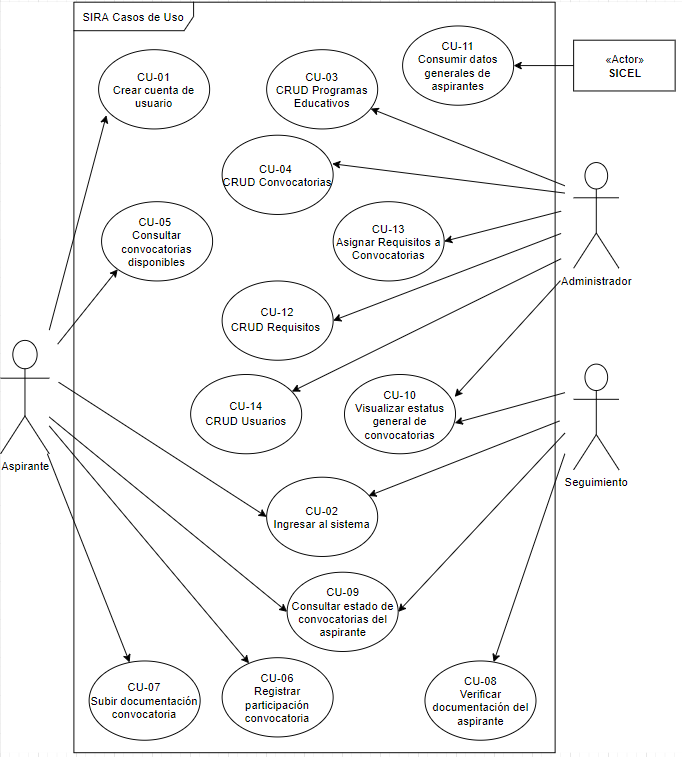 SIRA Casos de Uso
CU-01
Crear cuenta de
usuario
CU-03
CRUD Programas
Educativos
CU-11
Consumir datos
generales de
aspirantes
«Actor»
SICEL
CU-04
CRUD Convocatorias
CU-05
Consultar
convocatorias
disponibles
CU-13
Asignar Requisitos a
Convocatorias
Administrador
CU-12
CRUD Requisitos
CU-14
CRUD Usuarios
CU-10
Visualizar estatus
general de
convocatorias
Aspirante
Seguimiento
CU-02
Ingresar al sistema
CU-09
Consultar estado de
convocatorias del
aspirante
CU-07
Subir documentación
convocatoria
CU-06
Registrar
participación
convocatoria
CU-08
Verificar
documentación del
aspirante